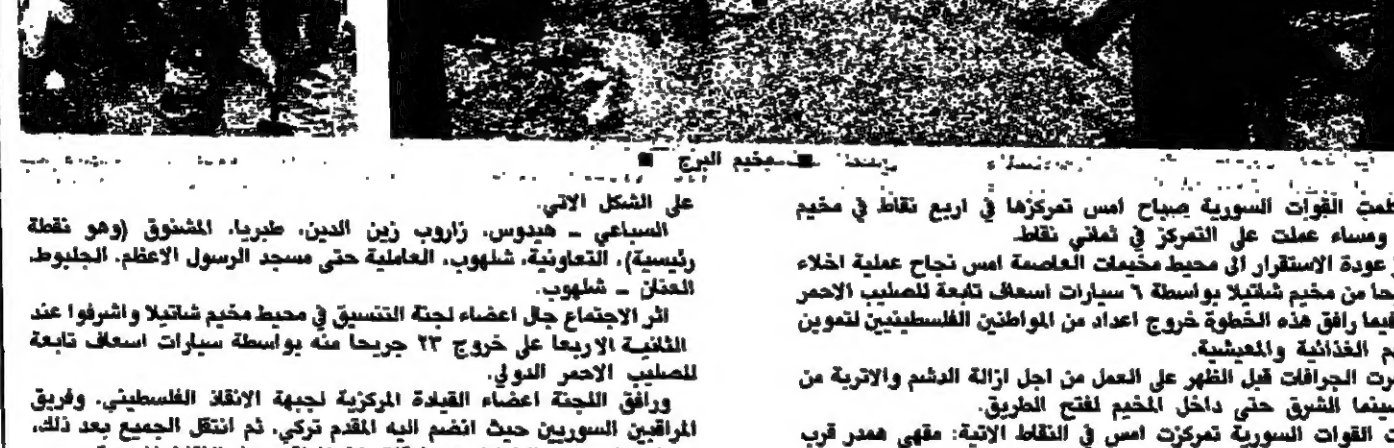 ■ مخيم البرج ■
القوات السورية صباح امس تمركزها في اربع نقاط في مخيم
ومساء عملت على التمركز في ثماني نقاط.
عودة الاستقرار الى محيط مخيمات العاصمة امس نجاح عملية اخلاء
من مخيم شاتيلا بواسطة ٦ سيارات اسعاف تابعة للصليب الاحمر
فيما رافق هذه الخطوة خروج اعداد من المواطنين الفلسطينيين لتموين
الغذائية والمعيشية.
الجرافات قبل الظهر على العمل من اجل ازالة الدشم والاتربة من
سينما الشرق حتى داخل المخيم لفتح الطريق.
القوات السورية تمركزت امس في النقاط الاتية: مقهى همدر قرب
على الشكل الاتي.
السباعي - هيدوس، زاروب زين الدين، طبريا، المشنوق (وهو نقطة
رئيسية)، التعاونية، شلهوب، العاملية حتى مسجد الرسول الاعظم، الجلبوط،
العنان - شلهوب.
اثر الاجتماع جال اعضاء لجنة التنسيق في محيط مخيم شاتيلا واشرفوا عند
الثانية الاربعا على خروج ٢٣ جريحا منه بواسطة سيارات اسعاف تابعة
للصليب الاحمر الدولي.
ورافق اللجنة اعضاء القيادة المركزية لجبهة الانقاذ الفلسطيني، وفريق
المراقبين السوريين حيث انضم اليه المقدم تركي، ثم انتقل الجميع بعد ذلك،